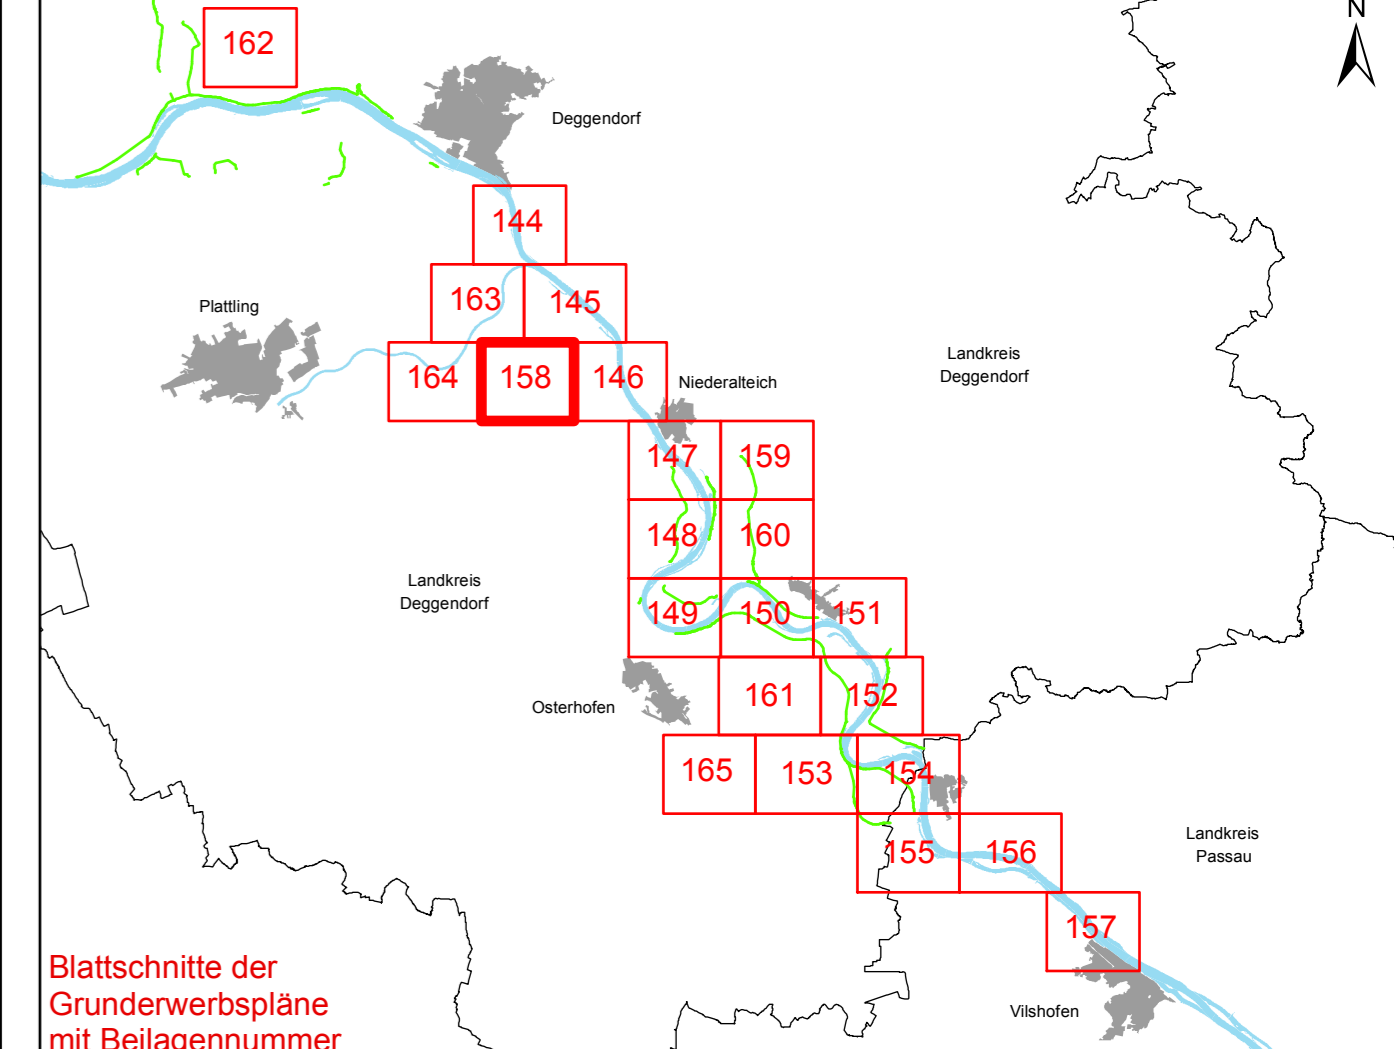 N
162
Deggendorf
144
Plattling
163
145
164
158
146
Niederalteich
Landkreis
Deggendorf
147
159
148
160
Landkreis
Deggendorf
149
150
151
Osterhofen
161
152
165
153
154
155
156
Landkreis
Passau
157
Vilshofen
Blattschnitte der
Grunderwerbspläne
mit Beilagennummer